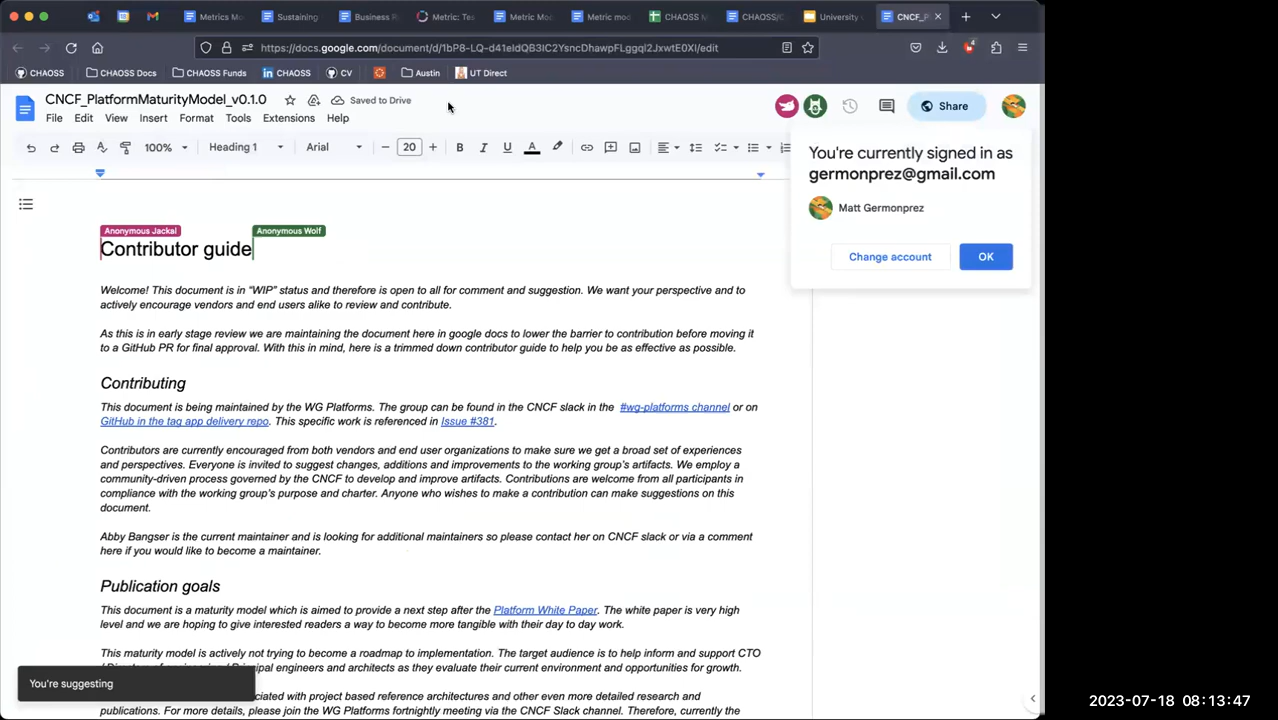 Metrics Mo
Sustaining
Business R
Metric: Tes
Metric Mod
Metric mod
CHAOSS M
CHAOSS/C
University
CNCF_P
https://docs.google.com/document/d/1bP8-LQ-d41eIdQB3IC2YsncDhawpFLggqI2JxwtE0XI/edit
CHAOSS
CHAOSS Docs
CHAOSS Funds
CHAOSS
CV
Austin
UT Direct
CNCF_PlatformMaturityModel_v0.1.0
Saved to Drive
File Edit View Insert Format Tools Extensions Help
Share
100% Heading 1 Arial 20
You're currently signed in as
germonprez@gmail.com
Matt Germonprez
Change account
OK
Anonymous Jackal
Anonymous Wolf
Contributor guide
Welcome! This document is in “WIP” status and therefore is open to all for comment and suggestion. We want your perspective and to
actively encourage vendors and end users alike to review and contribute.
As this is in early stage review we are maintaining the document here in google docs to lower the barrier to contribution before moving it
to a GitHub PR for final approval. With this in mind, here is a trimmed down contributor guide to help you be as effective as possible.
Contributing
This document is being maintained by the WG Platforms. The group can be found in the CNCF slack in the #wg-platforms channel or on
GitHub in the tag app delivery repo. This specific work is referenced in Issue #381.
Contributors are currently encouraged from both vendors and end user organizations to make sure we get a broad set of experiences
and perspectives. Everyone is invited to suggest changes, additions and improvements to the working group's artifacts. We employ a
community-driven process governed by the CNCF to develop and improve artifacts. Contributions are welcome from all participants in
compliance with the working group's purpose and charter. Anyone who wishes to make a contribution can make suggestions on this
document.
Abby Bangser is the current maintainer and is looking for additional maintainers so please contact her on CNCF slack or via a comment
here if you would like to become a maintainer.
Publication goals
This document is a maturity model which is aimed to provide a next step after the Platform White Paper. The white paper is very high
level and we are hoping to give interested readers a way to become more tangible with their day to day work.
This maturity model is actively not trying to become a roadmap to implementation. The target audience is to help inform and support CTO
engineers and architects as they evaluate their current environment and opportunities for growth.
with project based reference architectures and other even more detailed research and
publications. For more details, please join the WG Platforms fortnightly meeting via the CNCF Slack channel. Therefore, currently the
You're suggesting
2023-07-18 08:13:47